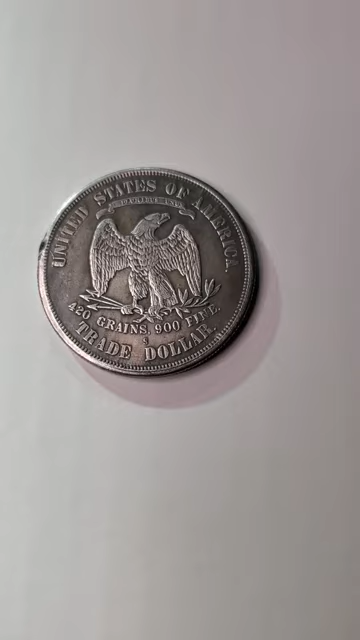 UNITED STATES OF AMERICA.
420 GRAINS, 900 FINE.
S
TRADE DOLLAR.